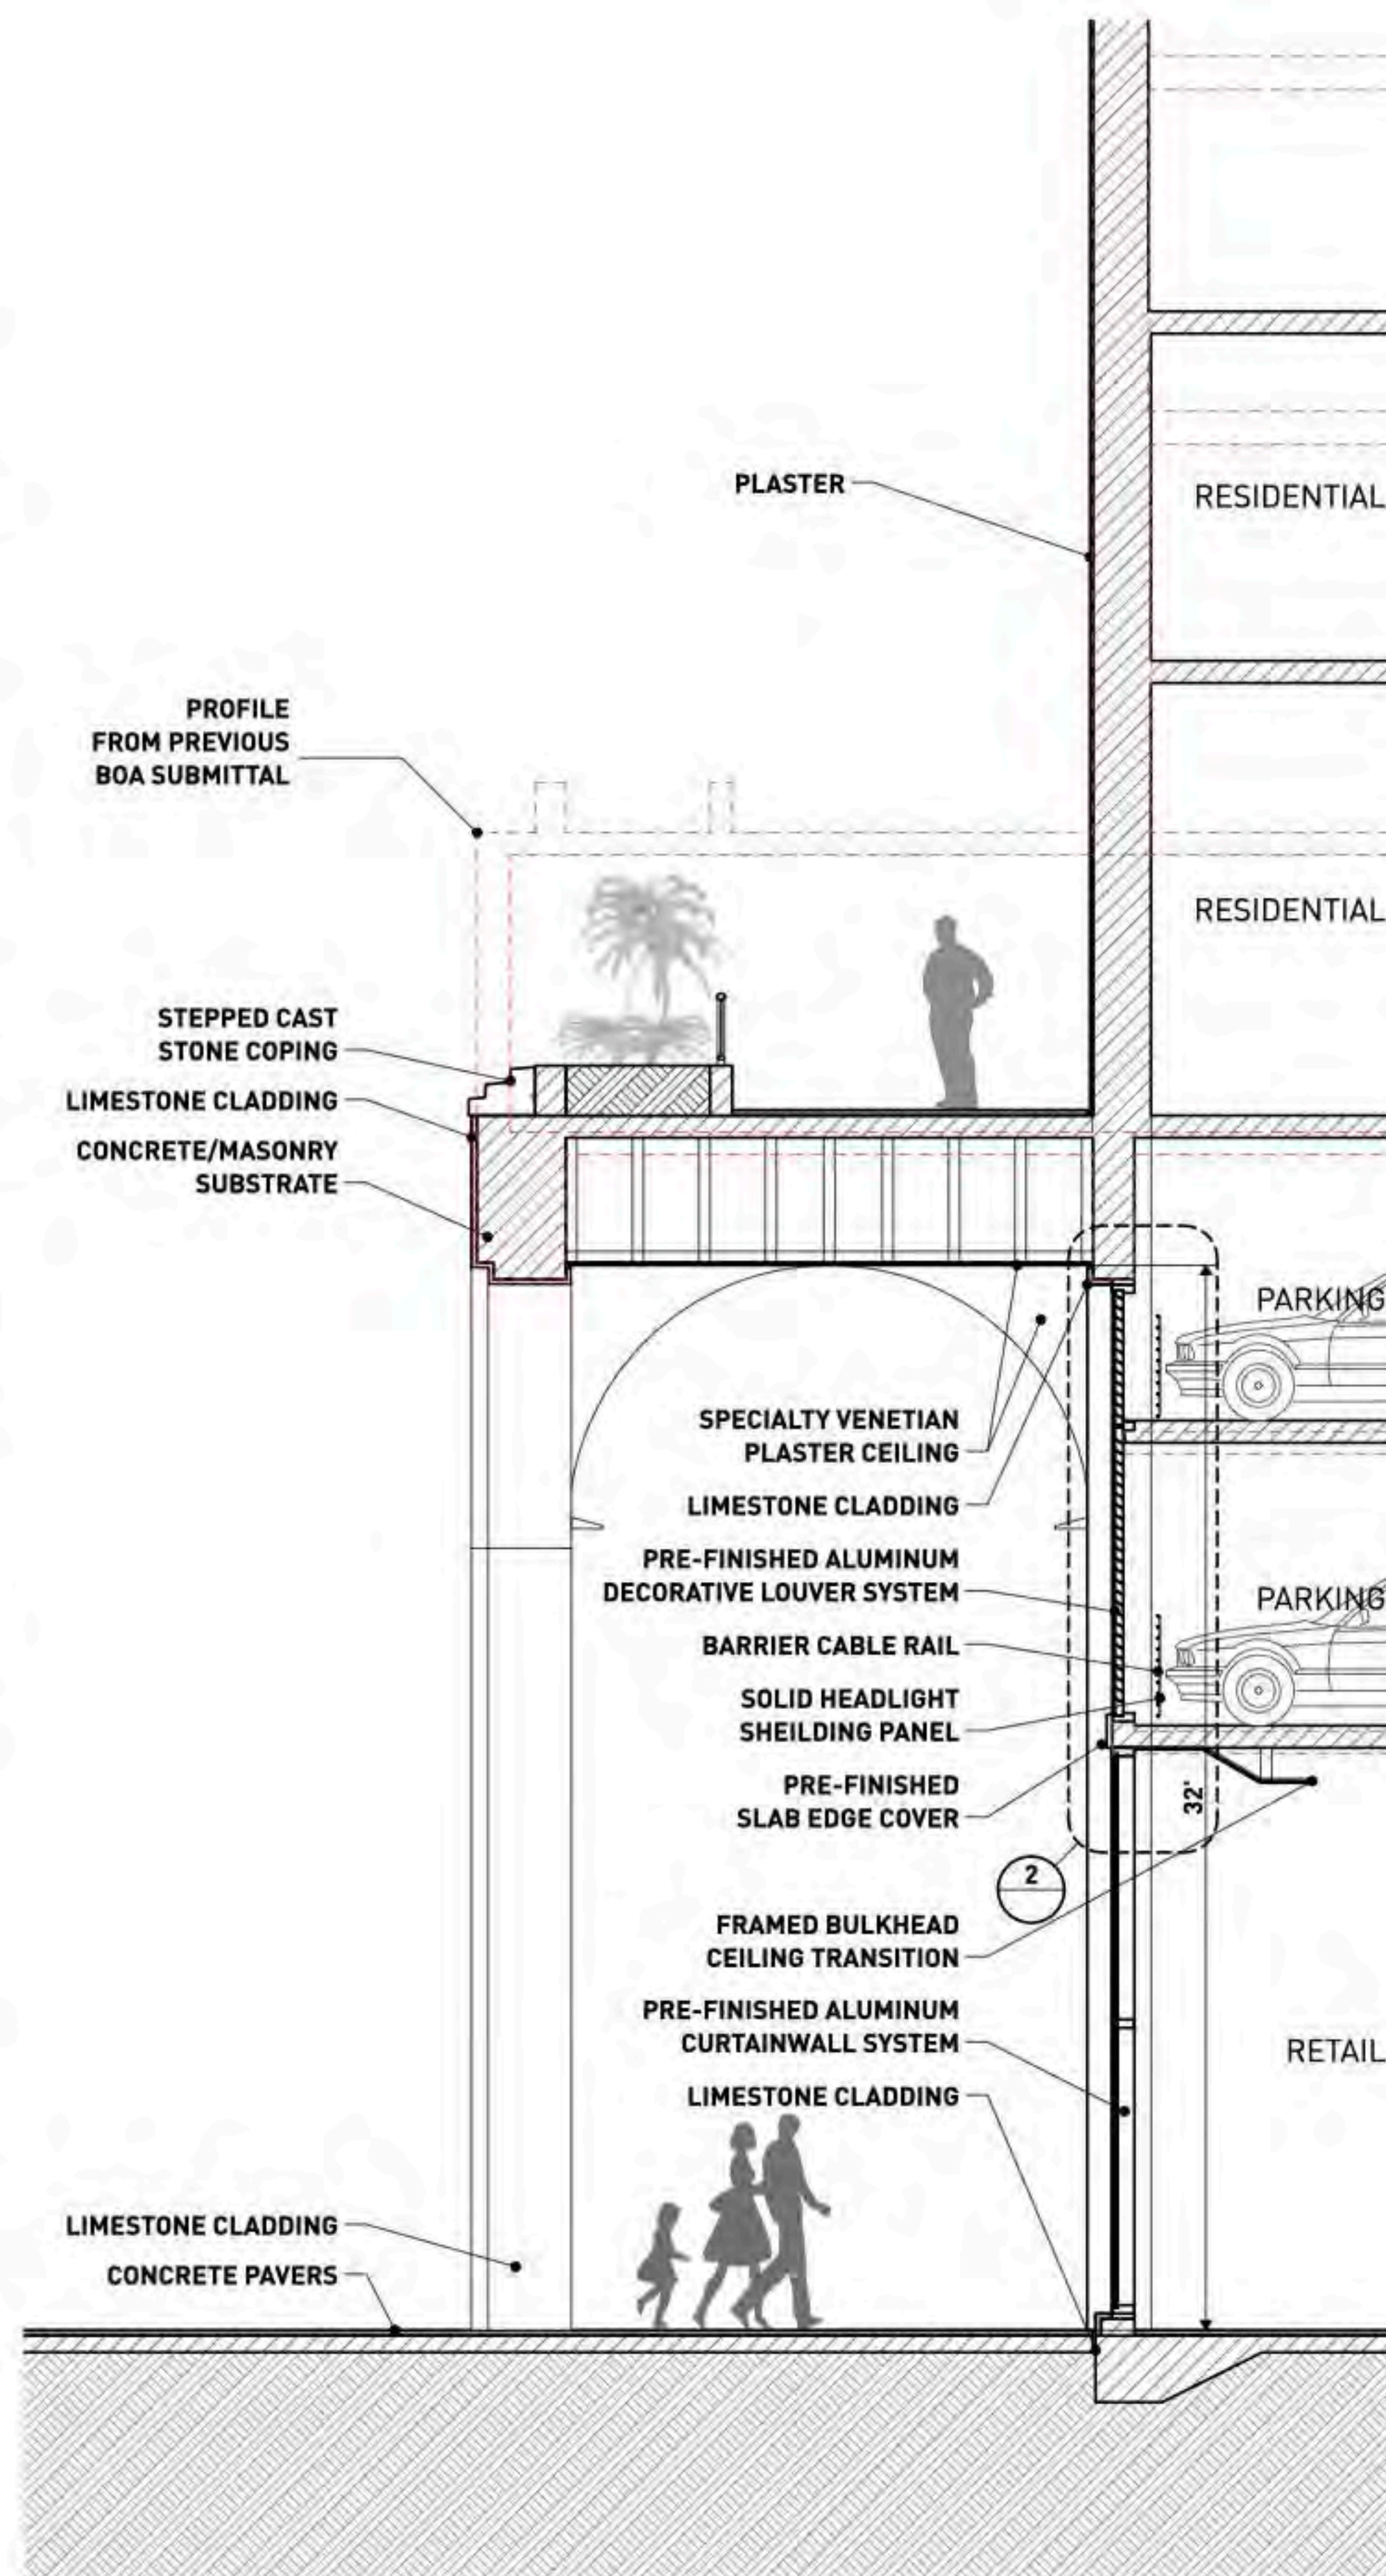 PLASTER
RESIDENTIAL
PROFILE
FROM PREVIOUS
BOA SUBMITTAL
RESIDENTIAL
STEPPED CAST
STONE COPING
LIMESTONE CLADDING
CONCRETE/MASONRY
SUBSTRATE
PARKING
SPECIALTY VENETIAN
PLASTER CEILING
LIMESTONE CLADDING
PRE-FINISHED ALUMINUM
DECORATIVE LOUVER SYSTEM
PARKING
BARRIER CABLE RAIL
SOLID HEADLIGHT
SHEILDING PANEL
PRE-FINISHED
SLAB EDGE COVER
32'
2
FRAMED BULKHEAD
CEILING TRANSITION
PRE-FINISHED ALUMINUM
CURTAINWALL SYSTEM
RETAIL
LIMESTONE CLADDING
LIMESTONE CLADDING
CONCRETE PAVERS